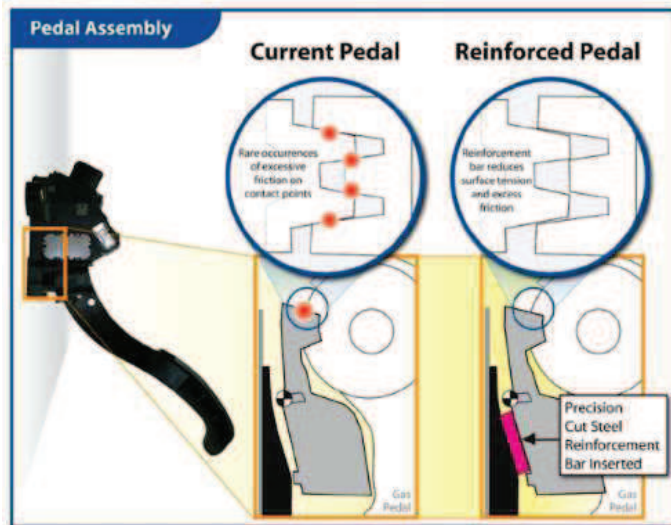 Pedal Assembly
Current Pedal
Reinforced Pedal
Rare occurrences
of excessive
friction on
contact points
Reinforcement
bar reduces
surface tension
and excess
friction
Precision
Cut Steel
Reinforcement
Bar Inserted
Gas
Pedal
Gas
Pedal